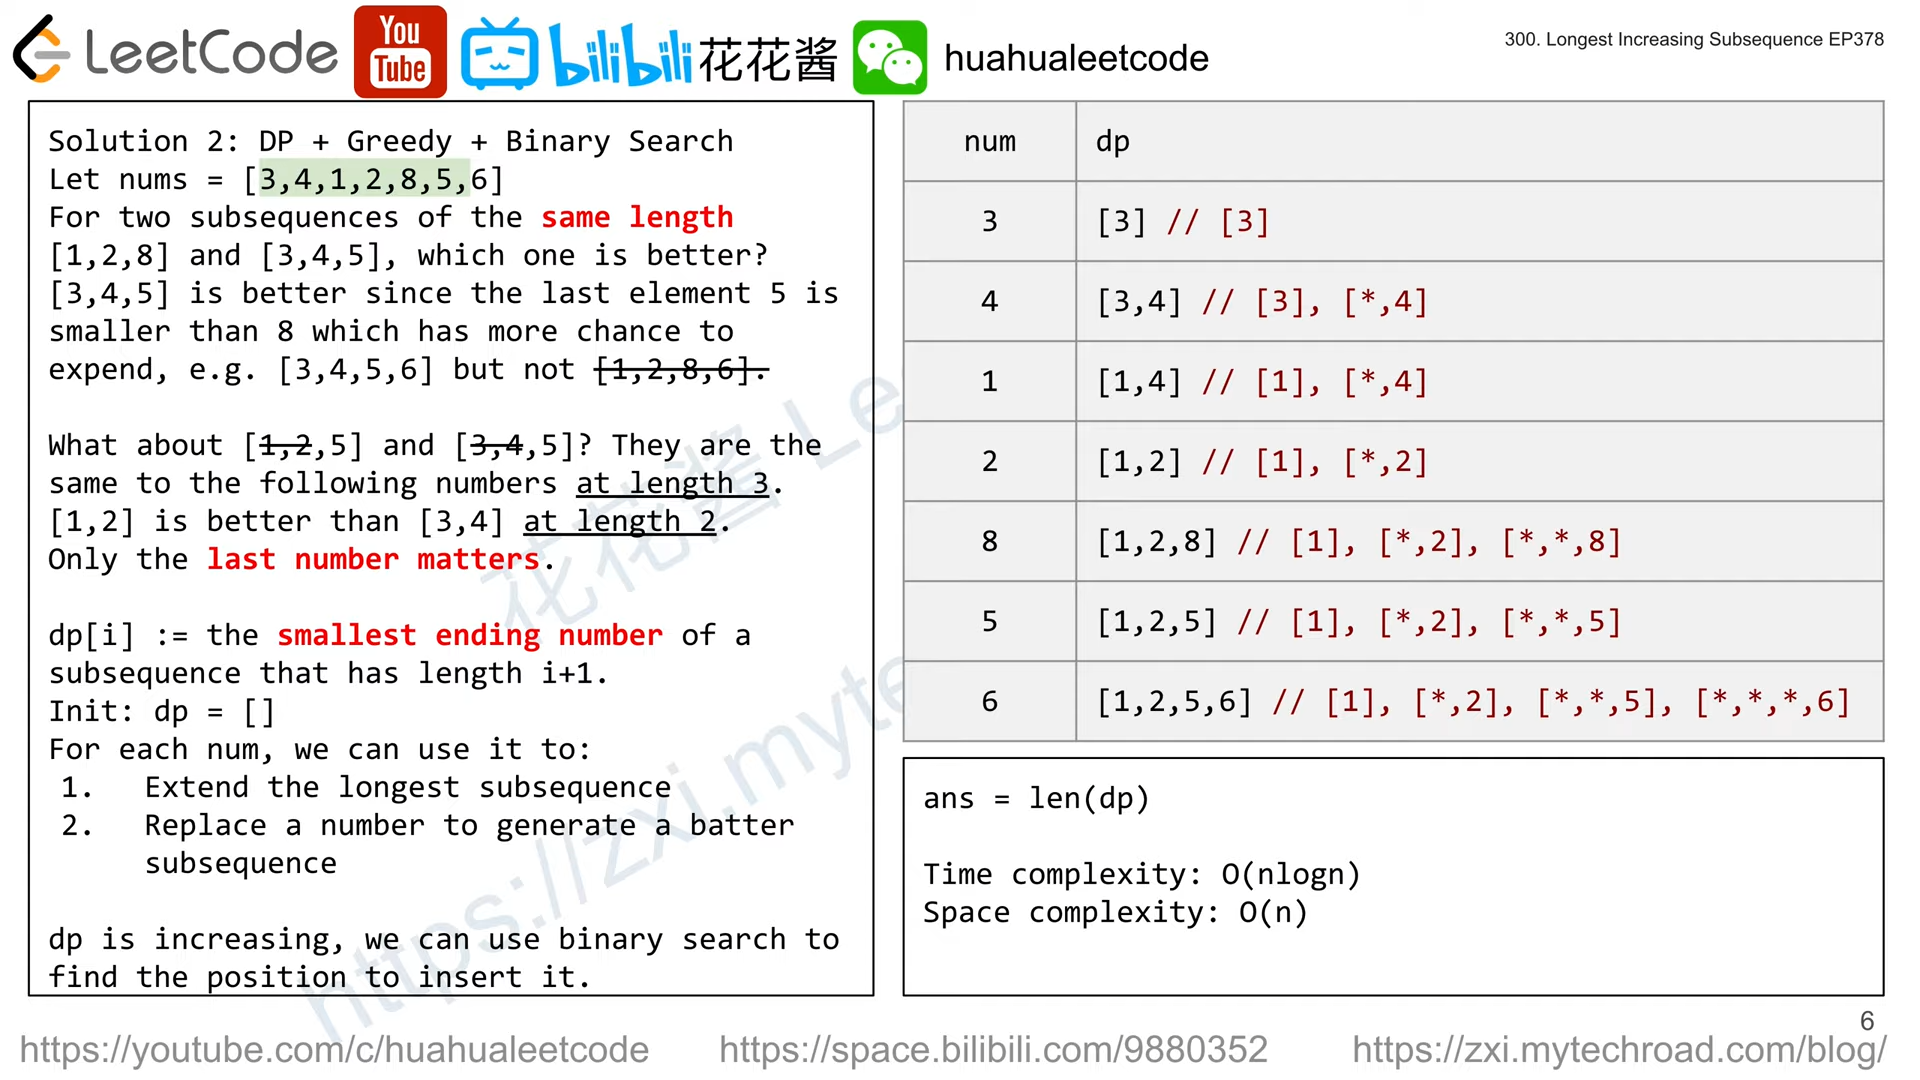 LeetCode You Tube bilibili 花花酱 huahualeetcode
300. Longest Increasing Subsequence EP378
Solution 2: DP + Greedy + Binary Search
Let nums = [3,4,1,2,8,5,6]
For two subsequences of the same length
[1,2,8] and [3,4,5], which one is better?
[3,4,5] is better since the last element 5 is
smaller than 8 which has more chance to
expend, e.g. [3,4,5,6] but not [1,2,8,6].
What about [1,2,5] and [3,4,5]? They are the
same to the following numbers at length 3.
[1,2] is better than [3,4] at length 2.
Only the last number matters.
dp[i] := the smallest ending number of a
subsequence that has length i+1.
Init: dp = []
For each num, we can use it to:
1. Extend the longest subsequence
2. Replace a number to generate a batter
subsequence
dp is increasing, we can use binary search to
find the position to insert it.
num dp
3 [3] // [3]
4 [3,4] // [3], [*,4]
1 [1,4] // [1], [*,4]
2 [1,2] // [1], [*,2]
8 [1,2,8] // [1], [*,2], [*,*,8]
5 [1,2,5] // [1], [*,2], [*,*,5]
6 [1,2,5,6] // [1], [*,2], [*,*,5], [*,*,*,6]
ans = len(dp)
Time complexity: O(nlogn)
Space complexity: O(n)
花花酱 Le
https://zxi.myte
6
https://youtube.com/c/huahualeetcode https://space.bilibili.com/9880352 https://zxi.mytechroad.com/blog/